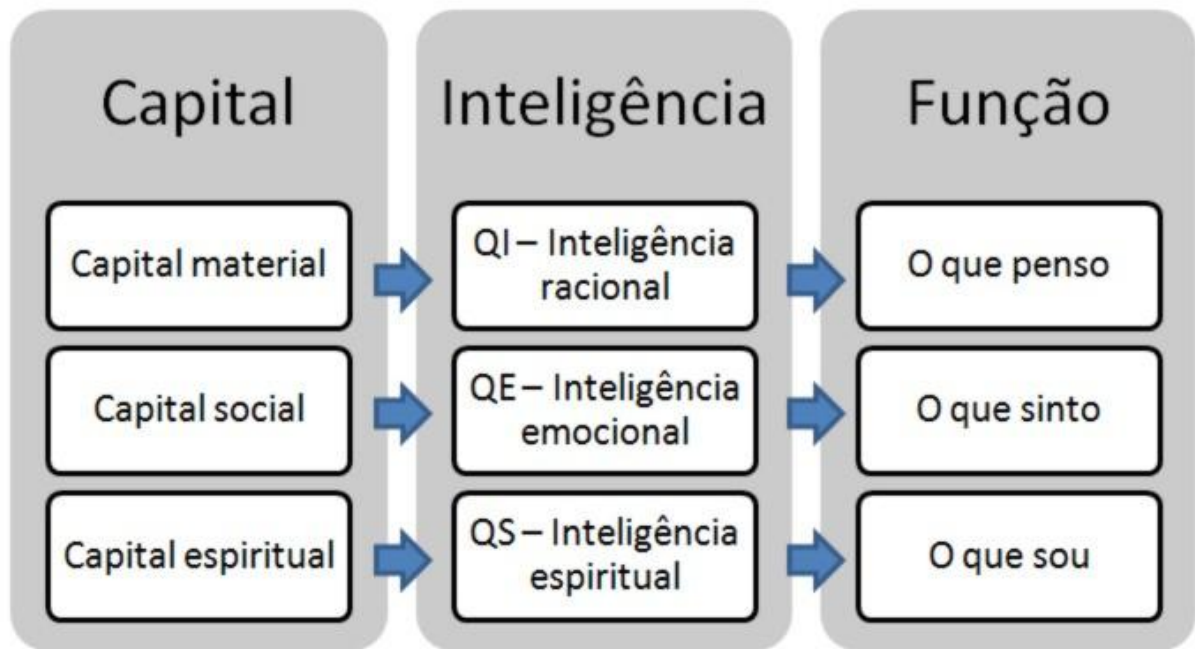 Capital
Inteligência
Função
Capital material
QI – Inteligência
racional
O que penso
Capital social
QE – Inteligência
emocional
O que sinto
Capital espiritual
QS – Inteligência
espiritual
O que sou